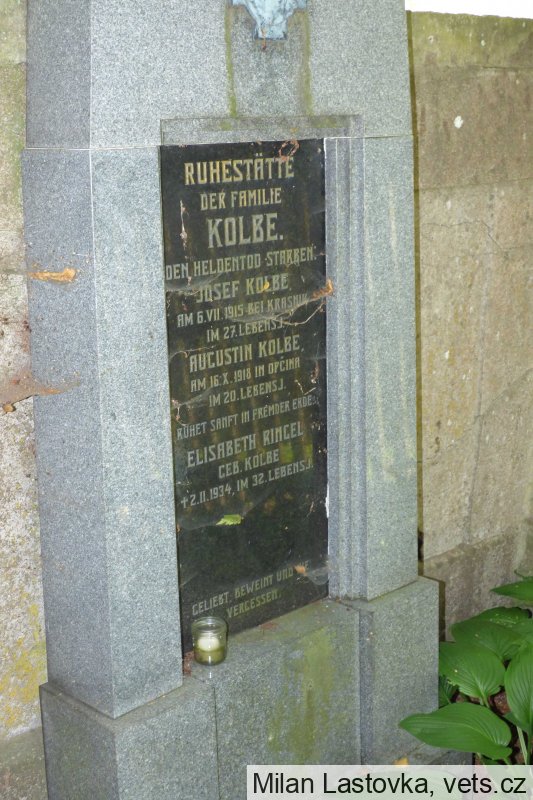 RUHESTÄTTE
DER FAMILIE
KOLBE.
DEN HELDENTOD STARBEN:
JOSEF KOLBE
AM 6.VII.1915 BEI KRASNIK
IM 27. LEBENSJ.
AUGUSTIN KOLBE
AM 16.X.1918 IN OPČINA
IM 20. LEBENSJ.
RUHET SANFT IN FREMDER ERDE.
ELISABETH RINGEL
GEB. KOLBE
† 2.II.1934, IM 32. LEBENSJ.
GELIEBT, BEWEINT UND
VERGESSEN.
Milan Lastovka, vets.cz